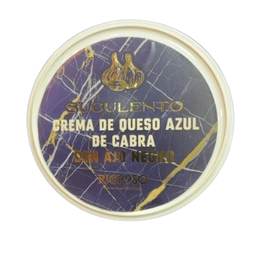 SUCULENTO
CREMA DE QUESO AZUL
DE CABRA
CON AJO NEGRO